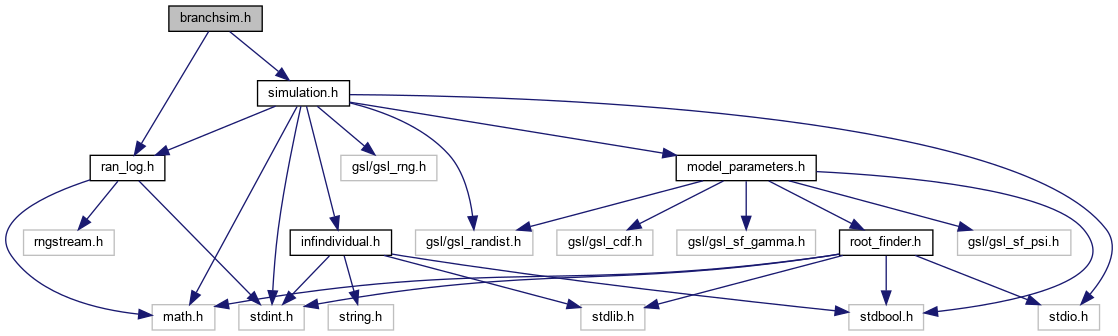 branchsim.h
simulation.h
ran_log.h
gsl/gsl_rng.h
model_parameters.h
rngstream.h
infindividual.h
gsl/gsl_randist.h
gsl/gsl_cdf.h
gsl/gsl_sf_gamma.h
root_finder.h
gsl/gsl_sf_psi.h
math.h
stdint.h
string.h
stdlib.h
stdbool.h
stdio.h